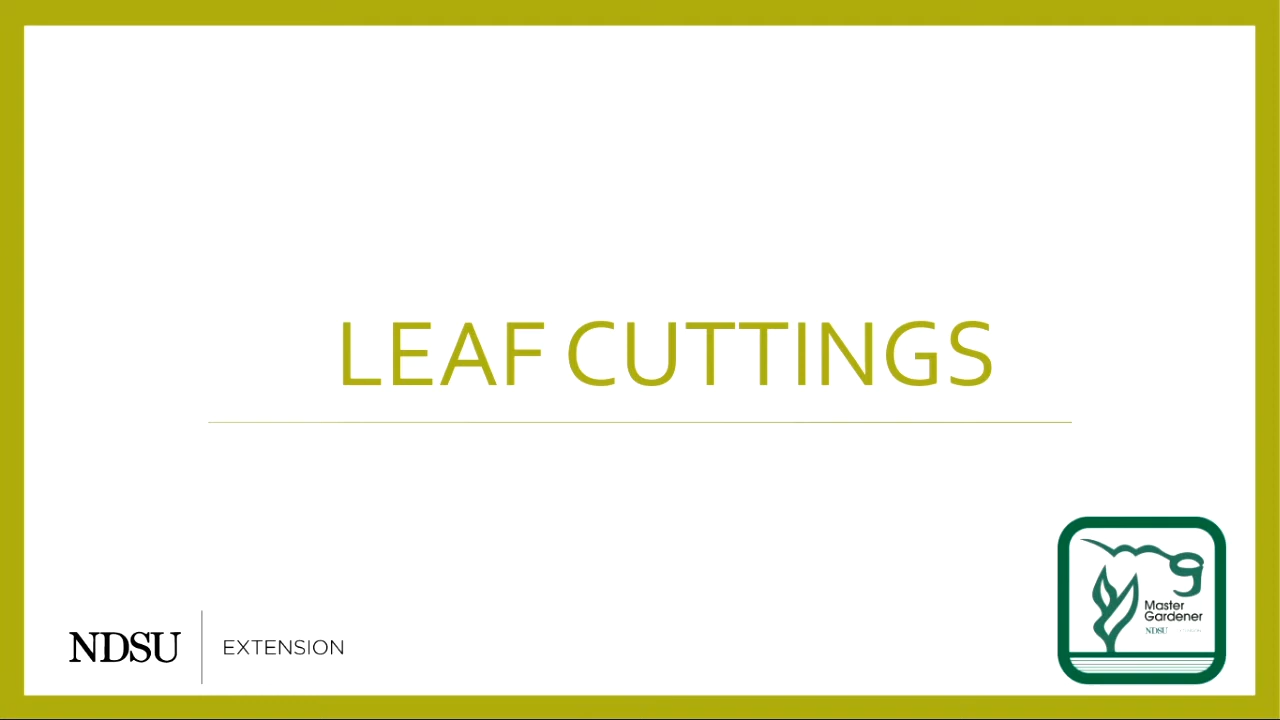 LEAF CUTTINGS
NDSU
EXTENSION
Master
Gardener
NDSU